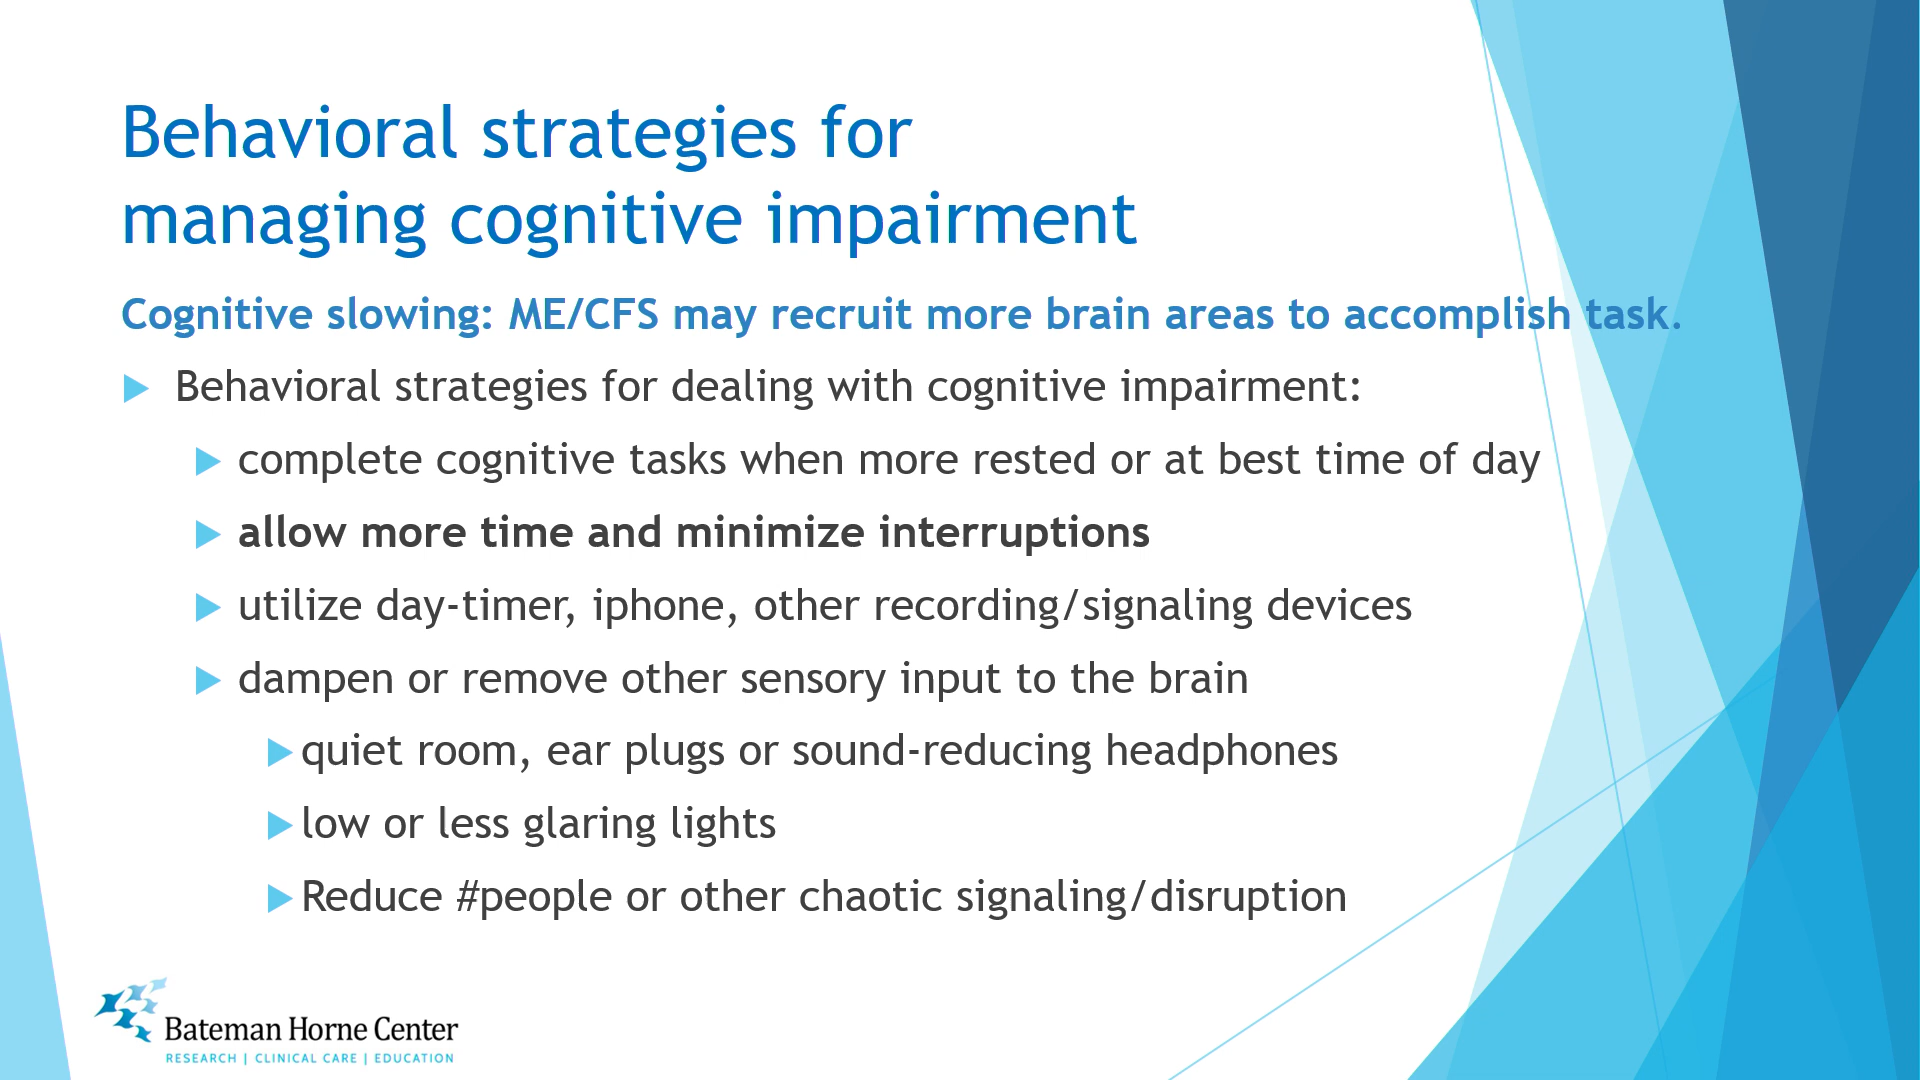 Behavioral strategies for
managing cognitive impairment
Cognitive slowing: ME/CFS may recruit more brain areas to accomplish task.
Behavioral strategies for dealing with cognitive impairment:
complete cognitive tasks when more rested or at best time of day
allow more time and minimize interruptions
utilize day-timer, iphone, other recording/signaling devices
dampen or remove other sensory input to the brain
quiet room, ear plugs or sound-reducing headphones
low or less glaring lights
Reduce #people or other chaotic signaling/disruption
Bateman Horne Center
RESEARCH | CLINICAL CARE | EDUCATION